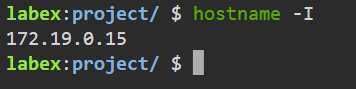 labex:project/ $ hostname -I
172.19.0.15
labex:project/ $